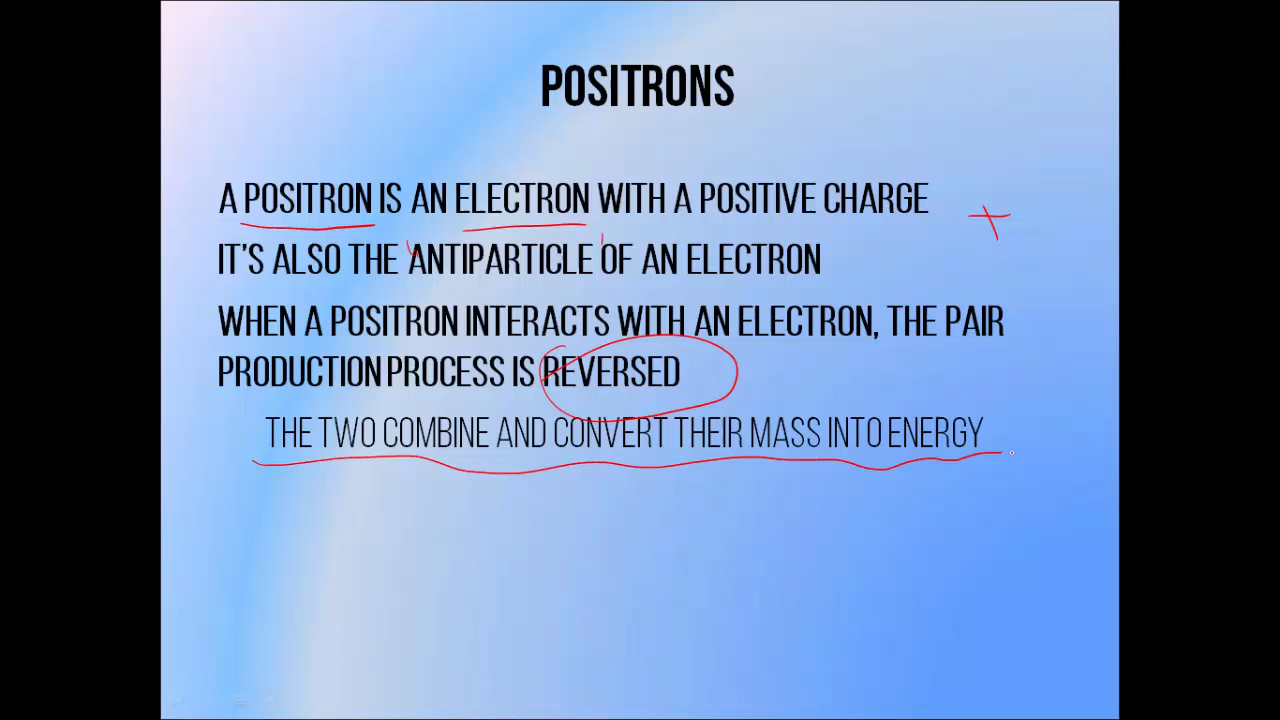 POSITRONS
A POSITRON IS AN ELECTRON WITH A POSITIVE CHARGE +
IT'S ALSO THE ANTIPARTICLE OF AN ELECTRON
WHEN A POSITRON INTERACTS WITH AN ELECTRON, THE PAIR
PRODUCTION PROCESS IS REVERSED
THE TWO COMBINE AND CONVERT THEIR MASS INTO ENERGY